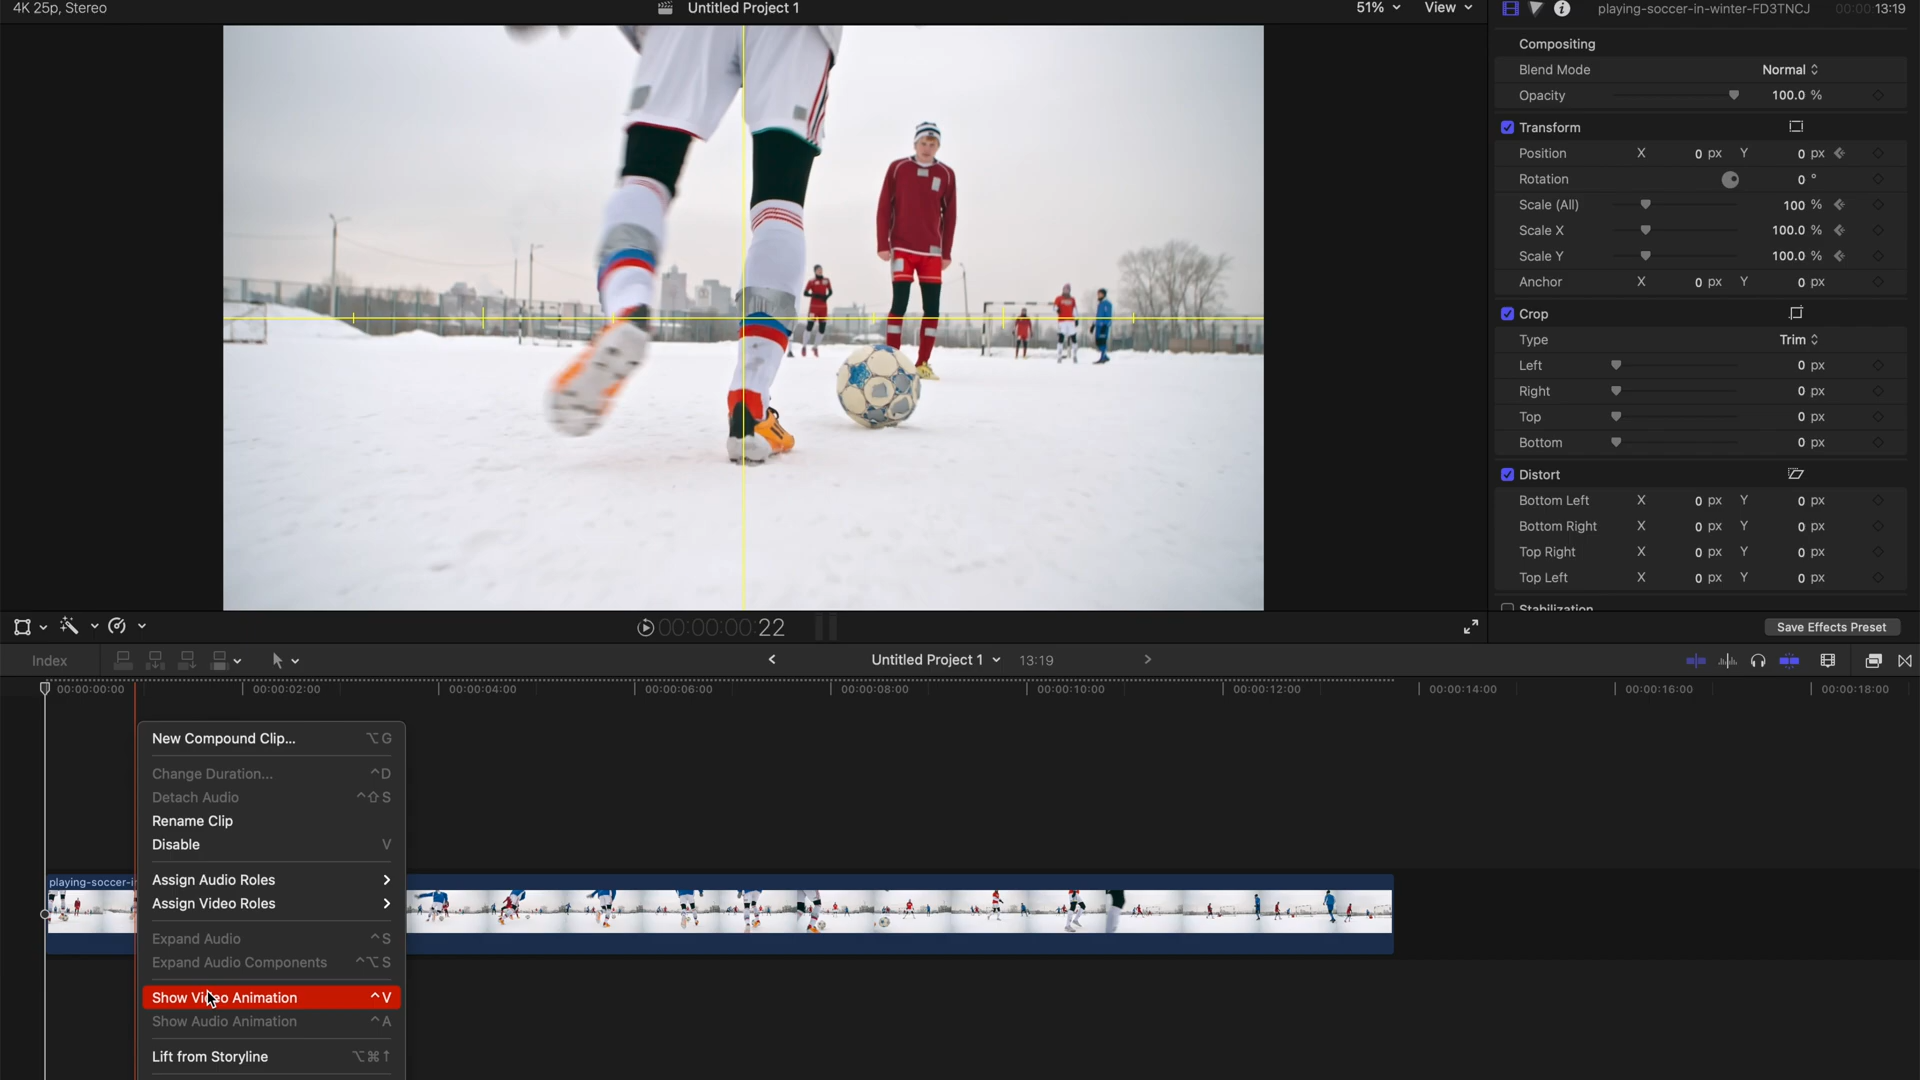 4K 25p, Stereo
Untitled Project 1
51%
View
playing-soccer-in-winter-FD3TNCJ
00:00:13:19
Compositing
Blend Mode
Normal
Opacity
100.0 %
Transform
Position X 0 px Y 0 px
Rotation 0 °
Scale (All) 100 %
Scale X 100.0 %
Scale Y 100.0 %
Anchor X 0 px Y 0 px
Crop
Type Trim
Left 0 px
Right 0 px
Top 0 px
Bottom 0 px
Distort
Bottom Left X 0 px Y 0 px
Bottom Right X 0 px Y 0 px
Top Right X 0 px Y 0 px
Top Left X 0 px Y 0 px
Stabilization
00:00:00:22
Save Effects Preset
Index
Untitled Project 1
13:19
00:00:00:00
00:00:02:00
00:00:04:00
00:00:06:00
00:00:08:00
00:00:10:00
00:00:12:00
00:00:14:00
00:00:16:00
00:00:18:00
New Compound Clip... ⌥G
Change Duration... ^D
Detach Audio ^⇧S
Rename Clip
Disable V
Assign Audio Roles
playing-soccer-i
Assign Video Roles
Expand Audio ^S
Expand Audio Components ^⌥S
Show Video Animation ^V
Show Audio Animation ^A
Lift from Storyline ⌥⌘↑